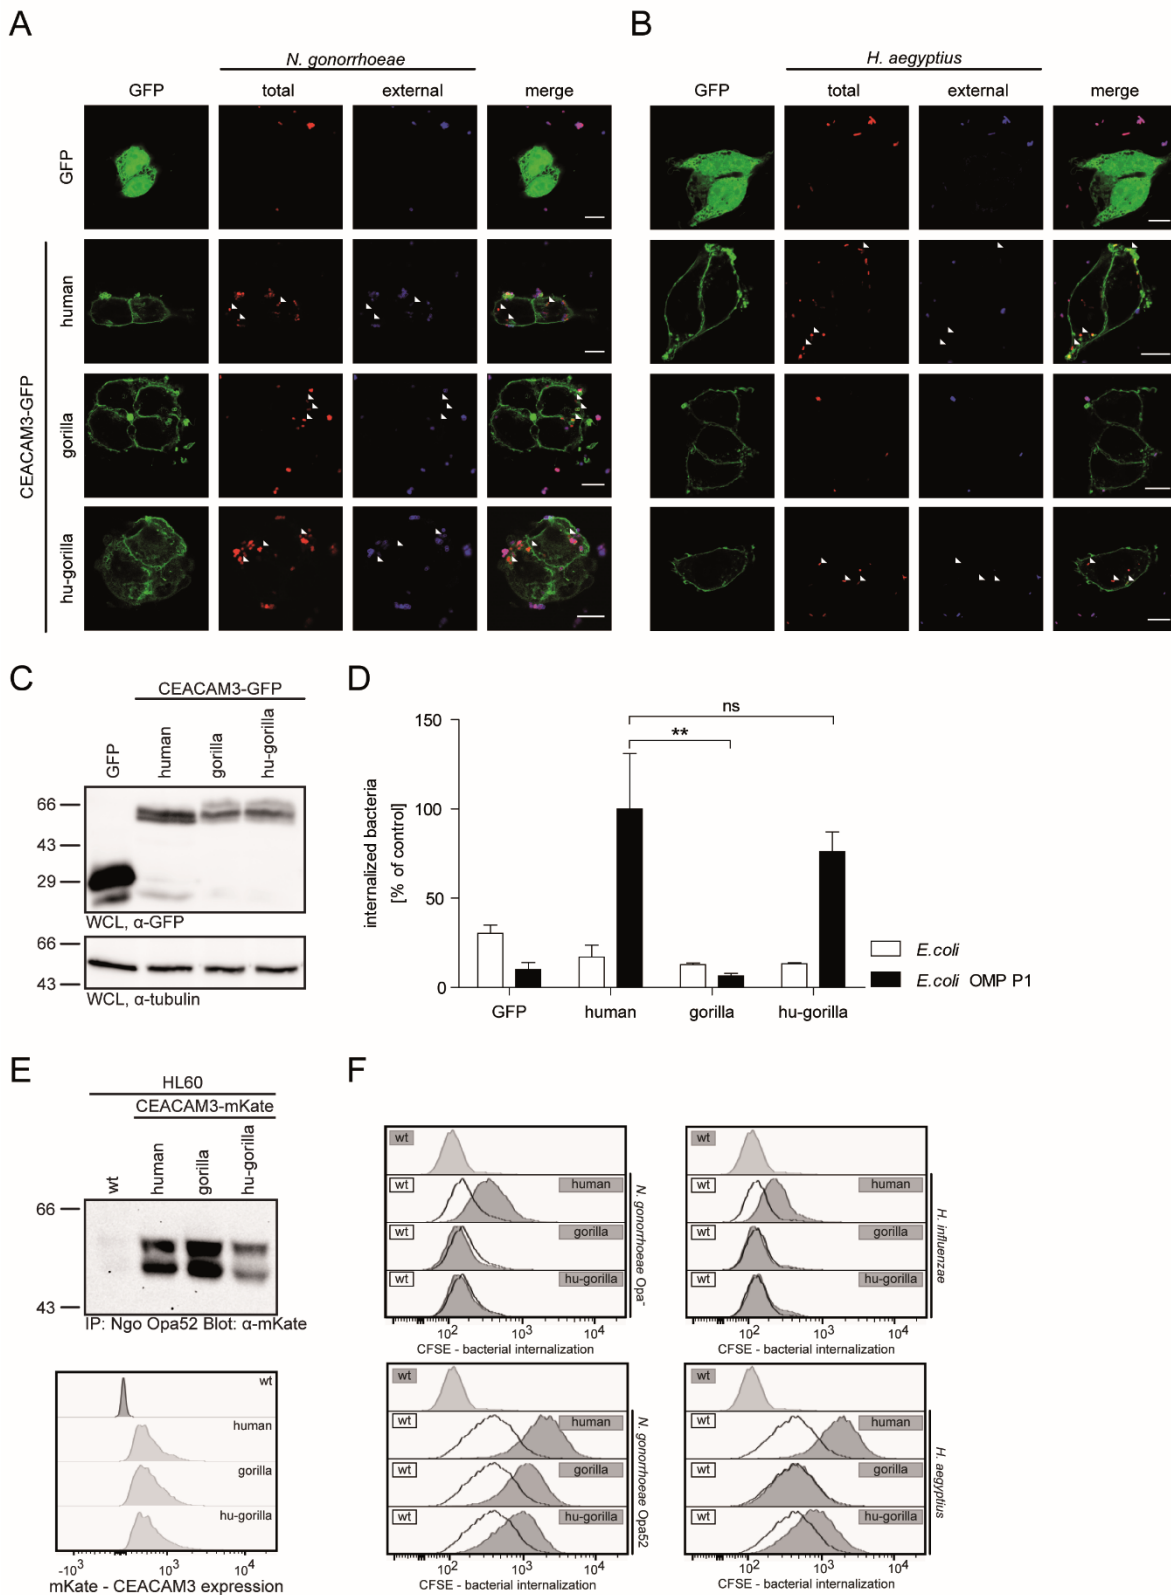 A
N. gonorrhoeae
GFP total external merge
GFP
CEACAM3-GFP
human
gorilla
hu-gorilla
B
H. aegyptius
GFP total external merge
C
CEACAM3-GFP
GFP human gorilla hu-gorilla
66
43
29
WCL, α-GFP
66
43
WCL, α-tubulin
D
ns
**
150
100
50
0
internalized bacteria
[% of control]
GFP human gorilla hu-gorilla
E.coli
E.coli OMP P1
E
HL60
CEACAM3-mKate
wt human gorilla hu-gorilla
66
43
IP: Ngo Opa52 Blot: α-mKate
wt
human
gorilla
hu-gorilla
-10³ 10³ 10⁴
mKate - CEACAM3 expression
F
wt
wt human
wt gorilla
wt hu-gorilla
N. gonorrhoeae Opa⁻
10² 10³ 10⁴
CFSE - bacterial internalization
wt
wt human
wt gorilla
wt hu-gorilla
H. influenzae
10² 10³ 10⁴
CFSE - bacterial internalization
wt
wt human
wt gorilla
wt hu-gorilla
N. gonorrhoeae Opa52
10² 10³ 10⁴
CFSE - bacterial internalization
wt
wt human
wt gorilla
wt hu-gorilla
H. aegyptius
10² 10³ 10⁴
CFSE - bacterial internalization